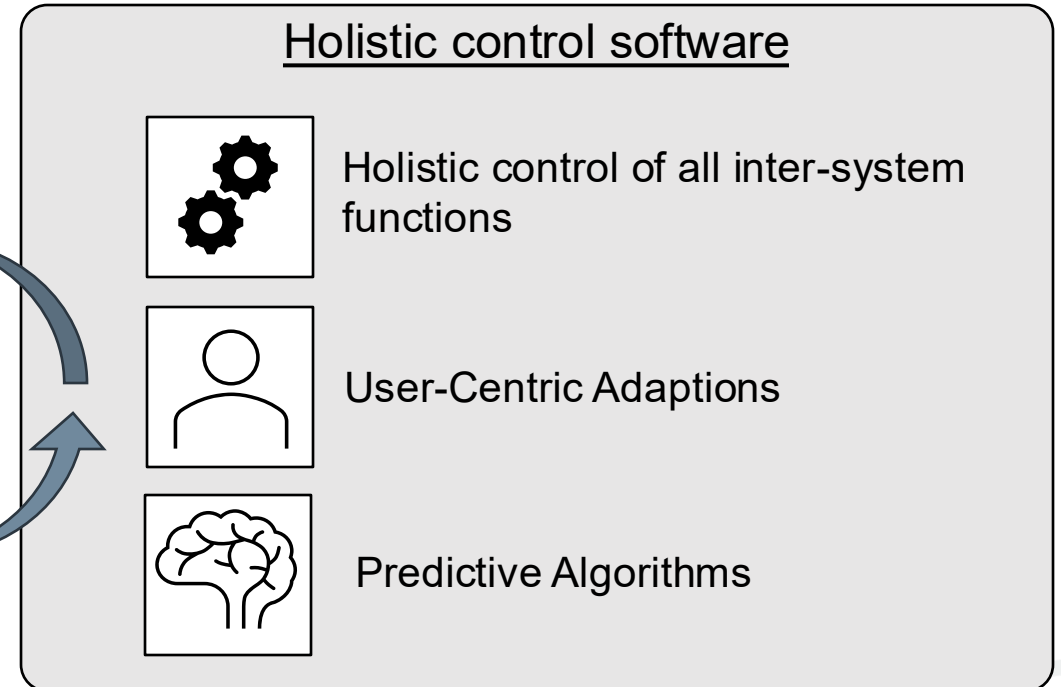 Holistic control software
Holistic control of all inter-system
functions
User-Centric Adaptions
Predictive Algorithms